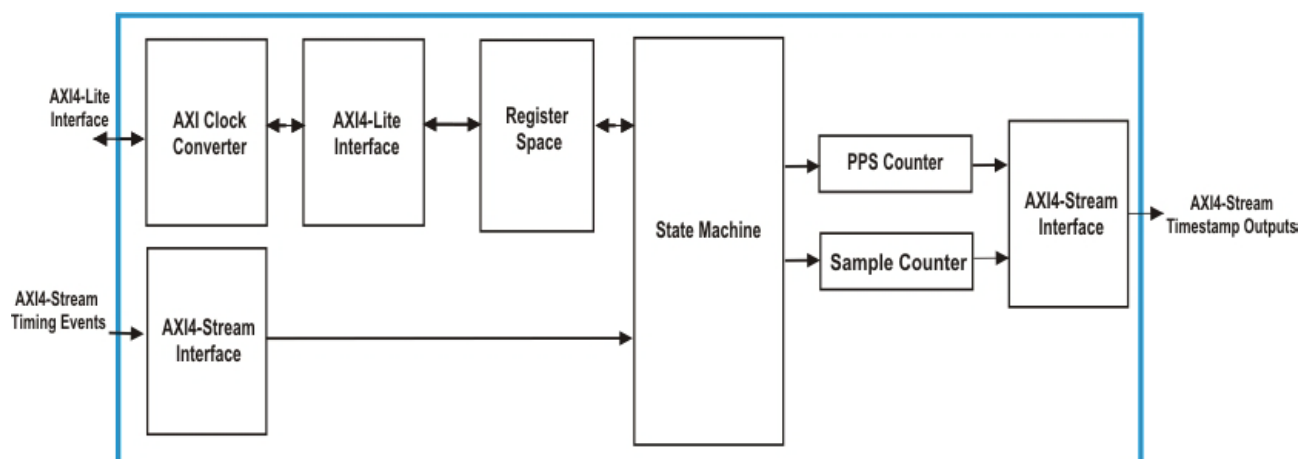 AXI4-Lite
Interface
AXI Clock
Converter
AXI4-Lite
Interface
Register
Space
State Machine
PPS Counter
Sample Counter
AXI4-Stream
Interface
AXI4-Stream
Timestamp Outputs
AXI4-Stream
Timing Events
AXI4-Stream
Interface